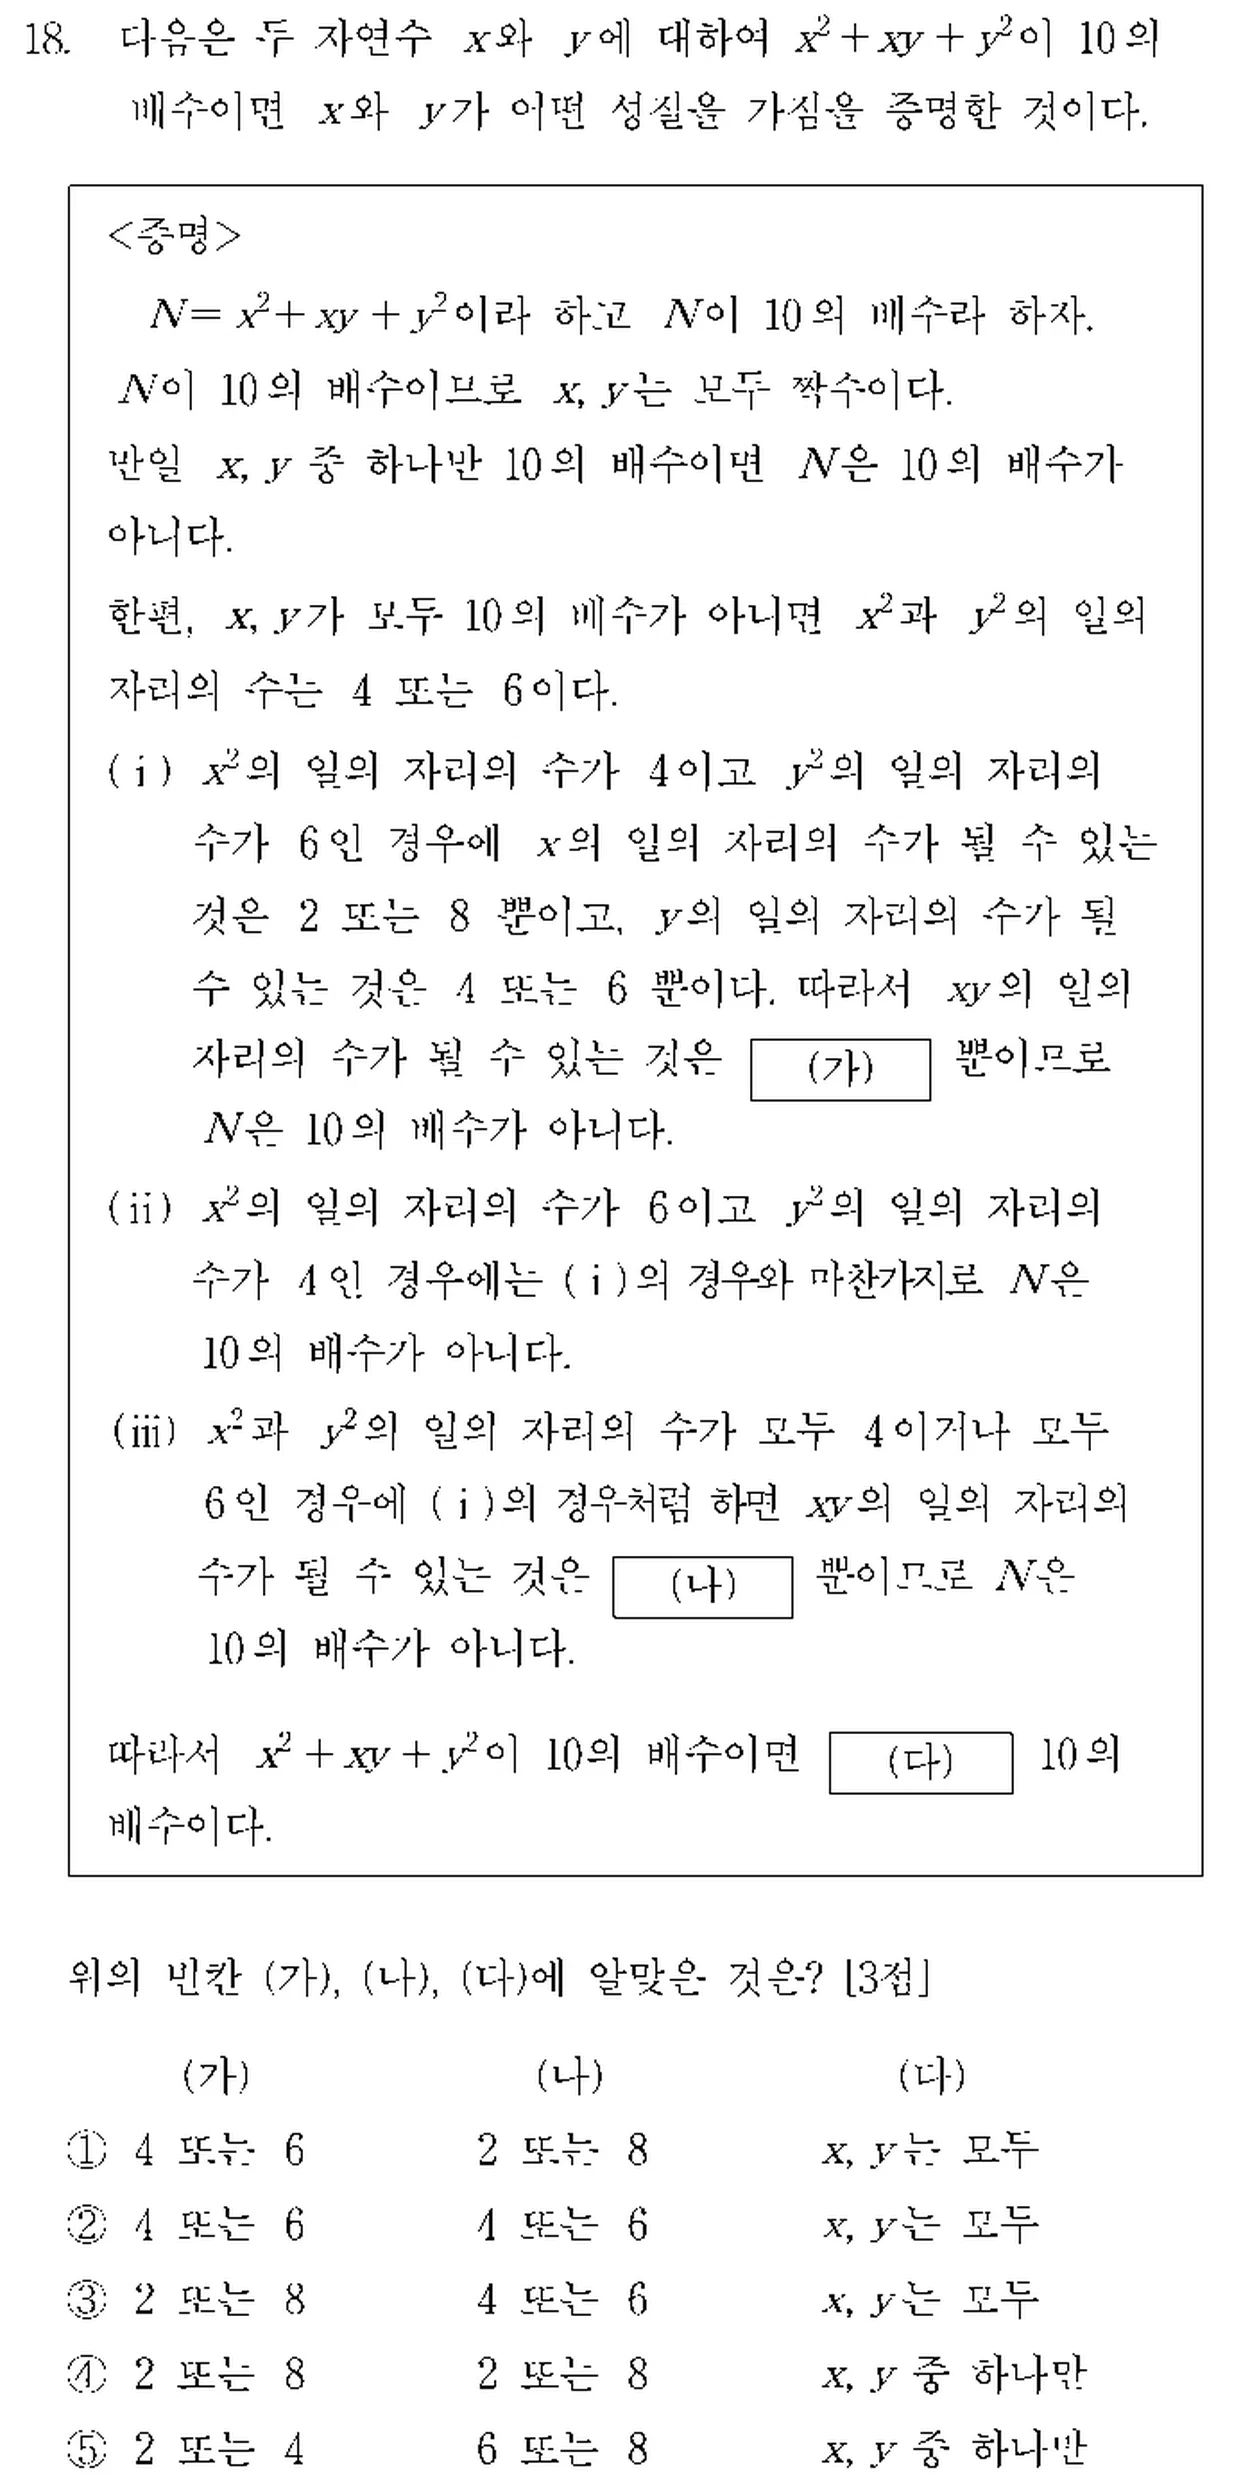 18. 다음은 두 자연수 x와 y에 대하여 x²+xy+y²이 10의
배수이면 x와 y가 어떤 성질을 가짐을 증명한 것이다.
<증명>
N=x²+xy+y²이라 하고 N이 10의 배수라 하자.
N이 10의 배수이므로 x, y는 모두 짝수이다.
만일 x, y 중 하나만 10의 배수이면 N은 10의 배수가
아니다.
한편, x, y가 모두 10의 배수가 아니면 x²과 y²의 일의
자리의 수는 4 또는 6이다.
(i) x²의 일의 자리의 수가 4이고 y²의 일의 자리의
수가 6인 경우에 x의 일의 자리의 수가 될 수 있는
것은 2 또는 8 뿐이고, y의 일의 자리의 수가 될
수 있는 것은 4 또는 6 뿐이다. 따라서 xy의 일의
자리의 수가 될 수 있는 것은 (가) 뿐이므로
N은 10의 배수가 아니다.
(ii) x²의 일의 자리의 수가 6이고 y²의 일의 자리의
수가 4인 경우에는 (i)의 경우와 마찬가지로 N은
10의 배수가 아니다.
(iii) x²과 y²의 일의 자리의 수가 모두 4이거나 모두
6인 경우에 (i)의 경우처럼 하면 xy의 일의 자리의
수가 될 수 있는 것은 (나) 뿐이므로 N은
10의 배수가 아니다.
따라서 x²+xy+y²이 10의 배수이면 (다) 10의
배수이다.
위의 빈칸 (가), (나), (다)에 알맞은 것은? [3점]
(가) (나) (다)
① 4 또는 6 2 또는 8 x, y는 모두
② 4 또는 6 4 또는 6 x, y는 모두
③ 2 또는 8 4 또는 6 x, y는 모두
④ 2 또는 8 2 또는 8 x, y 중 하나만
⑤ 2 또는 4 6 또는 8 x, y 중 하나만